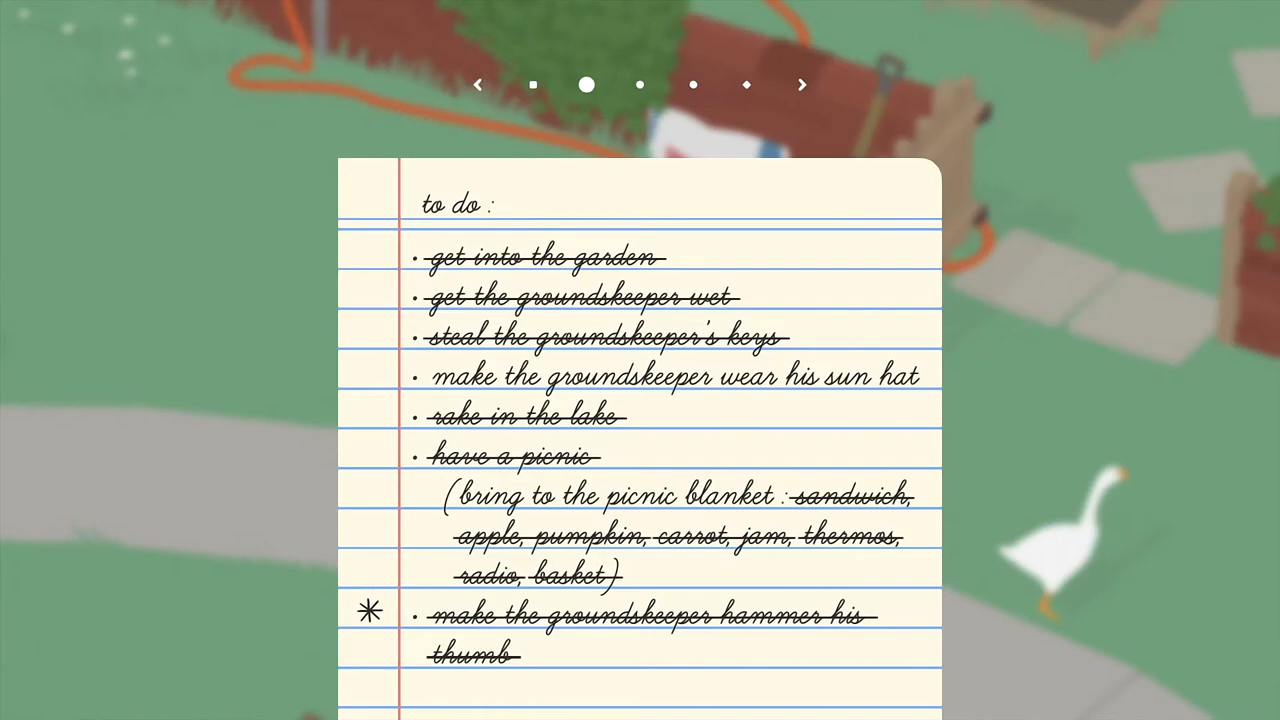 to do :
• get into the garden
• get the groundskeeper wet
• steal the groundskeeper's keys
• make the groundskeeper wear his sun hat
• rake in the lake
• have a picnic
(bring to the picnic blanket : sandwich,
apple, pumpkin, carrot, jam, thermos,
radio, basket)
* • make the groundskeeper hammer his
thumb